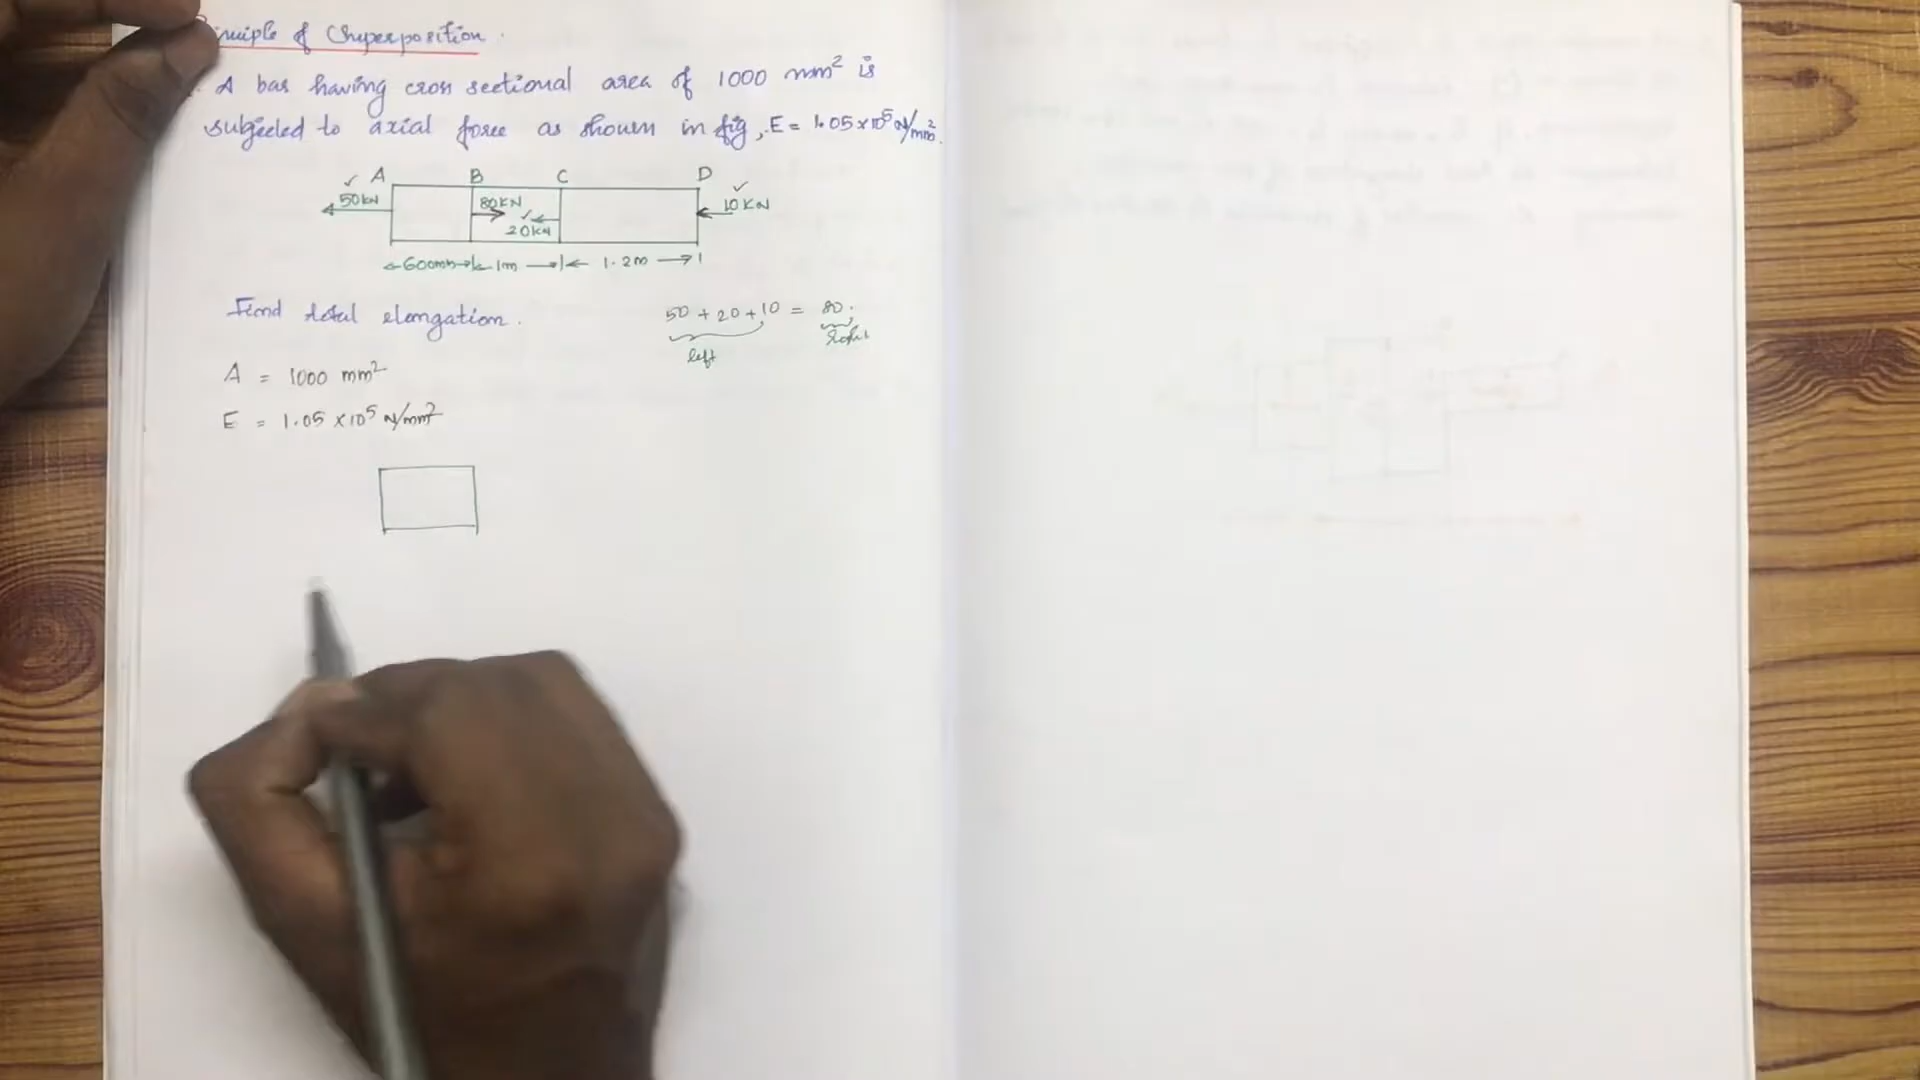 inciple of Superposition.
A bar having cross sectional area of 1000 mm² is
subjected to axial force as shown in fig, E = 1.05×10⁵ N/mm².
A B C D
50kN 80KN 10KN
20kN
600mm 1m 1.2m
Find total elongation.
50 + 20 + 10 = 80.
left right
A = 1000 mm²
E = 1.05 ×10⁵ N/mm²